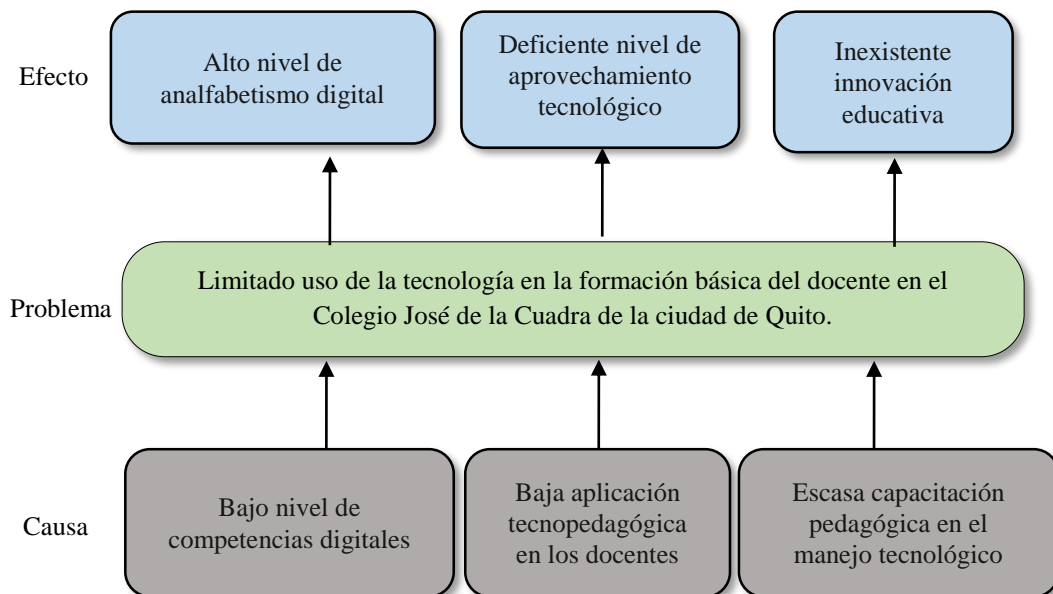 Efecto
Alto nivel de
analfabetismo digital
Deficiente nivel de
aprovechamiento
tecnológico
Inexistente
innovación
educativa
Problema
Limitado uso de la tecnología en la formación básica del docente en el
Colegio José de la Cuadra de la ciudad de Quito.
Causa
Bajo nivel de
competencias digitales
Baja aplicación
tecnopedagógica
en los docentes
Escasa capacitación
pedagógica en el
manejo tecnológico